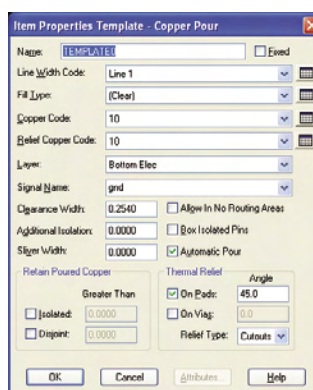 Item Properties Template - Copper Pour
Name: TEMPLATED Fixed
Line Width Code: Line 1
Fill Type: (Clear)
Copper Code: 10
Relief Copper Code: 10
Layer: Bottom Elec
Signal Name: gnd
Clearance Width: 0.2540 Allow In No Routing Areas
Additional Isolation: 0.0000 Box Isolated Pins
Sliver Width: 0.0000 Automatic Pour
Retain Poured Copper Thermal Relief
Greater Than Angle
Isolated: 0.0000 On Pads: 45.0
Disjoint: 0.0000 On Vias: 0.0
Relief Type: Cutouts
OK Cancel Attributes... Help